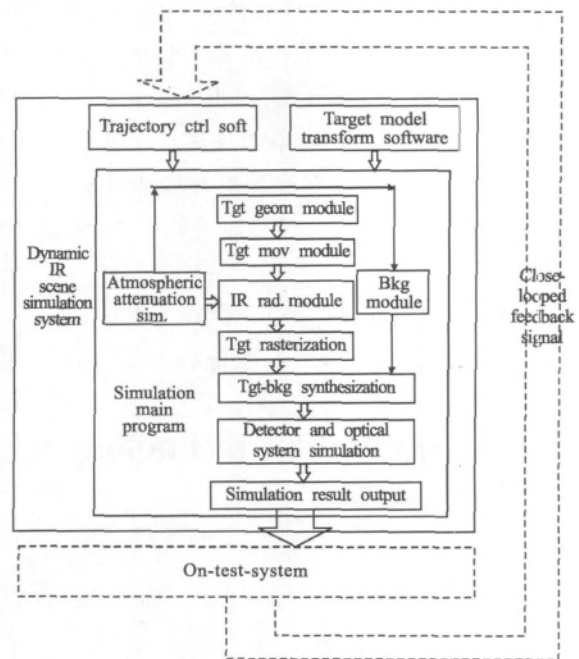 Trajectory ctrl soft
Target model
transform software
Tgt geom module
Tgt mov module
Dynamic
IR
scene
simulation
system
Atmospheric
attenuation
sim.
IR rad. module
Bkg
module
Close-
looped
feedback
signal
Tgt rasterization
Tgt-bkg synthesization
Simulation
main
program
Detector and optical
system simulation
Simulation result output
On-test-system